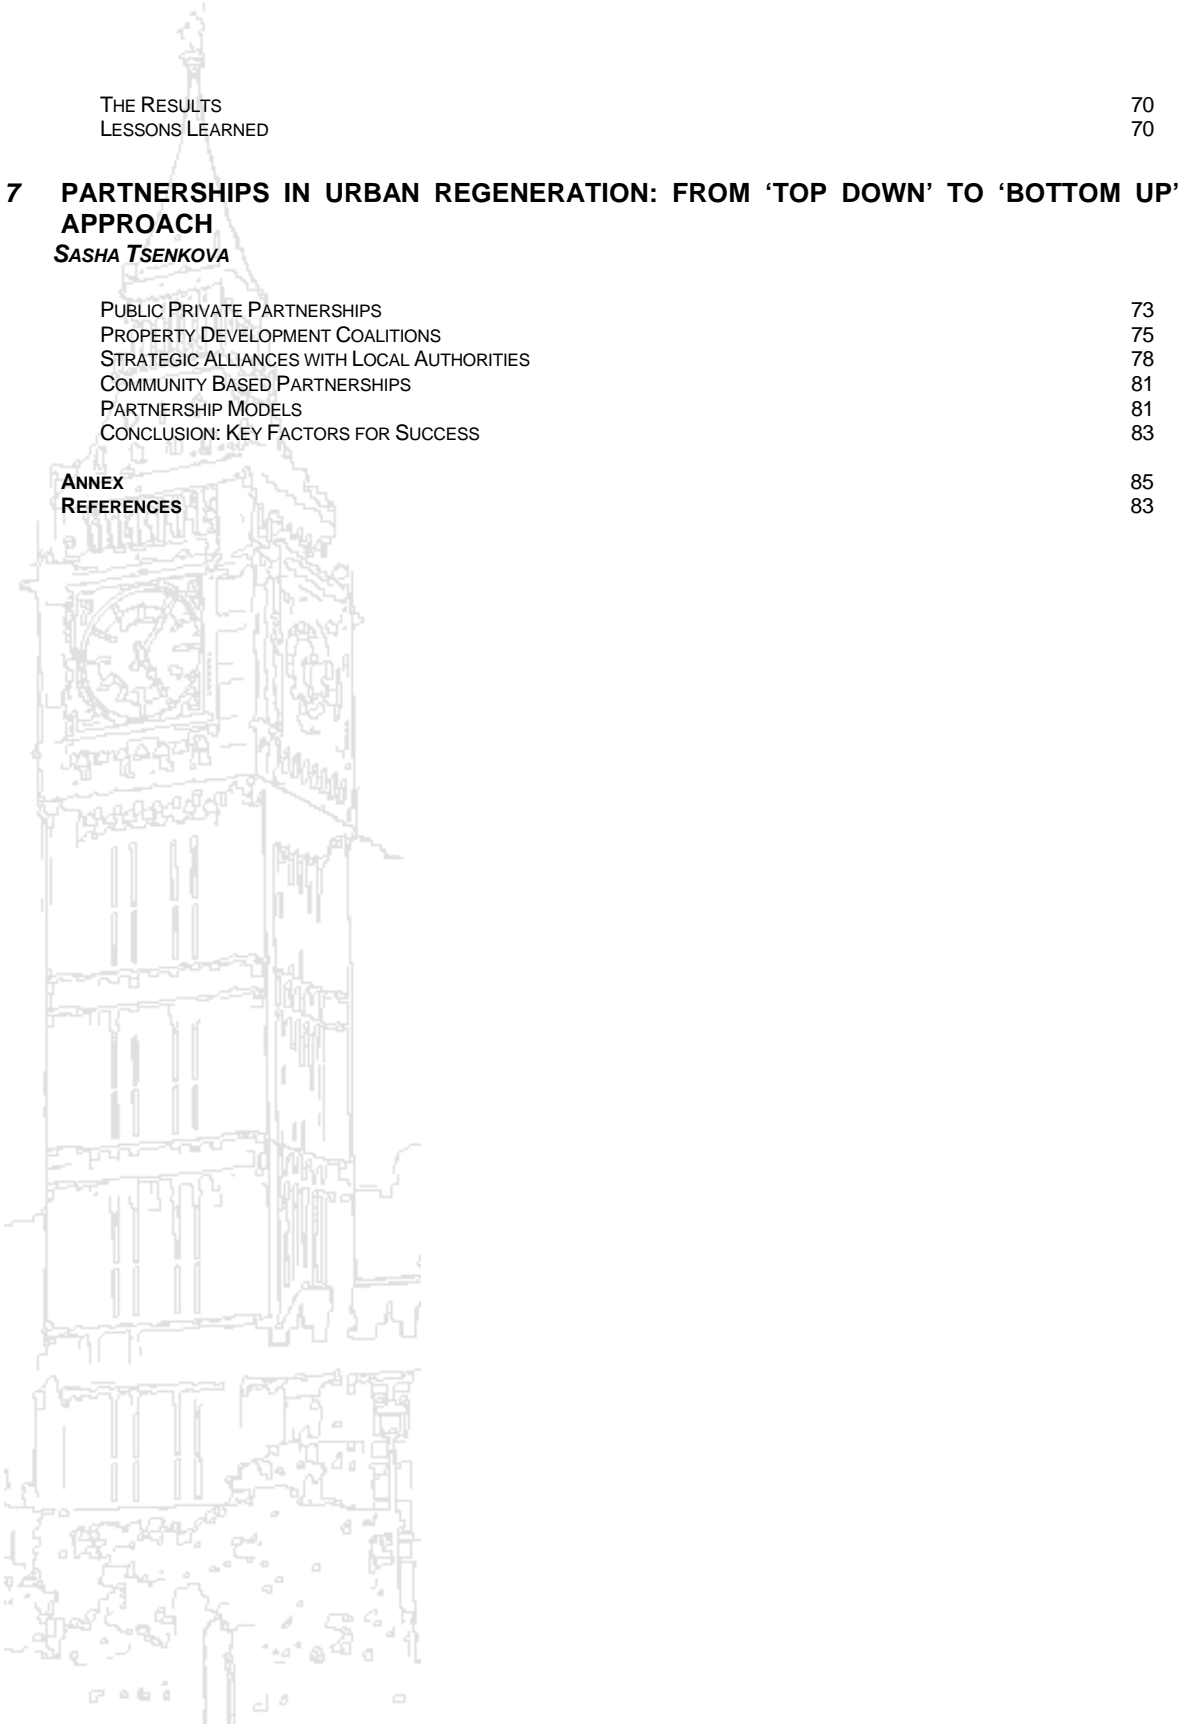 THE RESULTS 70
LESSONS LEARNED 70
7 PARTNERSHIPS IN URBAN REGENERATION: FROM ‘TOP DOWN’ TO ‘BOTTOM UP’
APPROACH
SASHA TSENKOVA
PUBLIC PRIVATE PARTNERSHIPS 73
PROPERTY DEVELOPMENT COALITIONS 75
STRATEGIC ALLIANCES WITH LOCAL AUTHORITIES 78
COMMUNITY BASED PARTNERSHIPS 81
PARTNERSHIP MODELS 81
CONCLUSION: KEY FACTORS FOR SUCCESS 83
ANNEX 85
REFERENCES 83